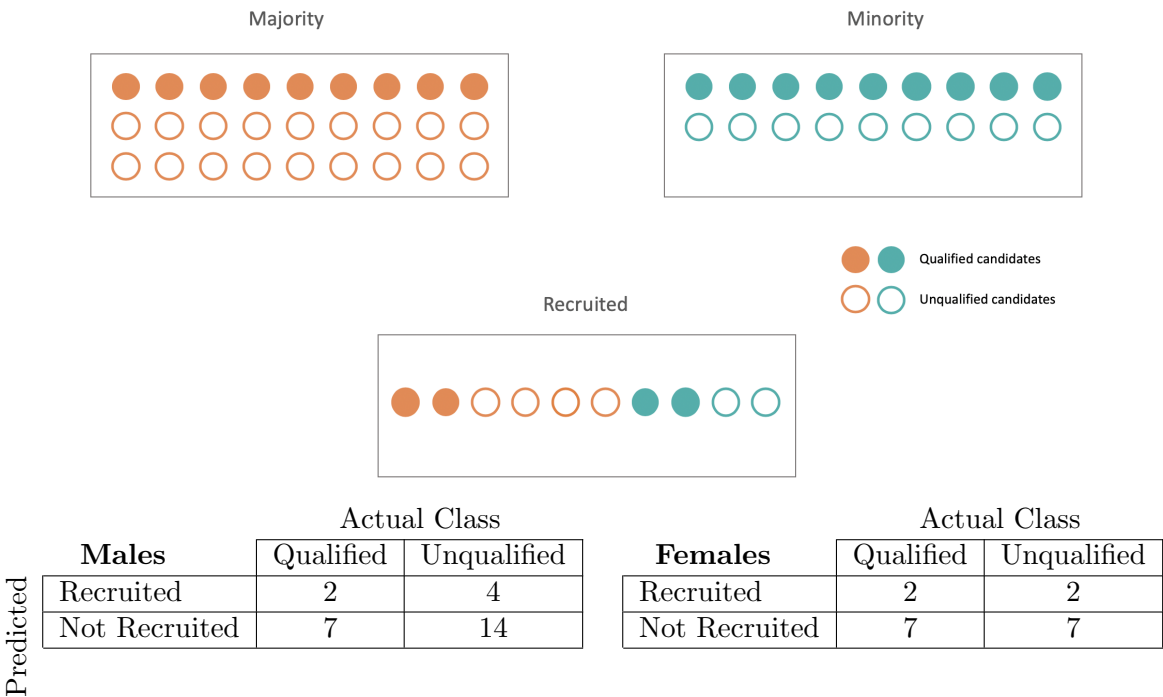 Majority
Minority
Qualified candidates
Unqualified candidates
Recruited
Actual Class
Males Qualified Unqualified
Recruited 2 4
Not Recruited 7 14
Predicted
Actual Class
Females Qualified Unqualified
Recruited 2 2
Not Recruited 7 7